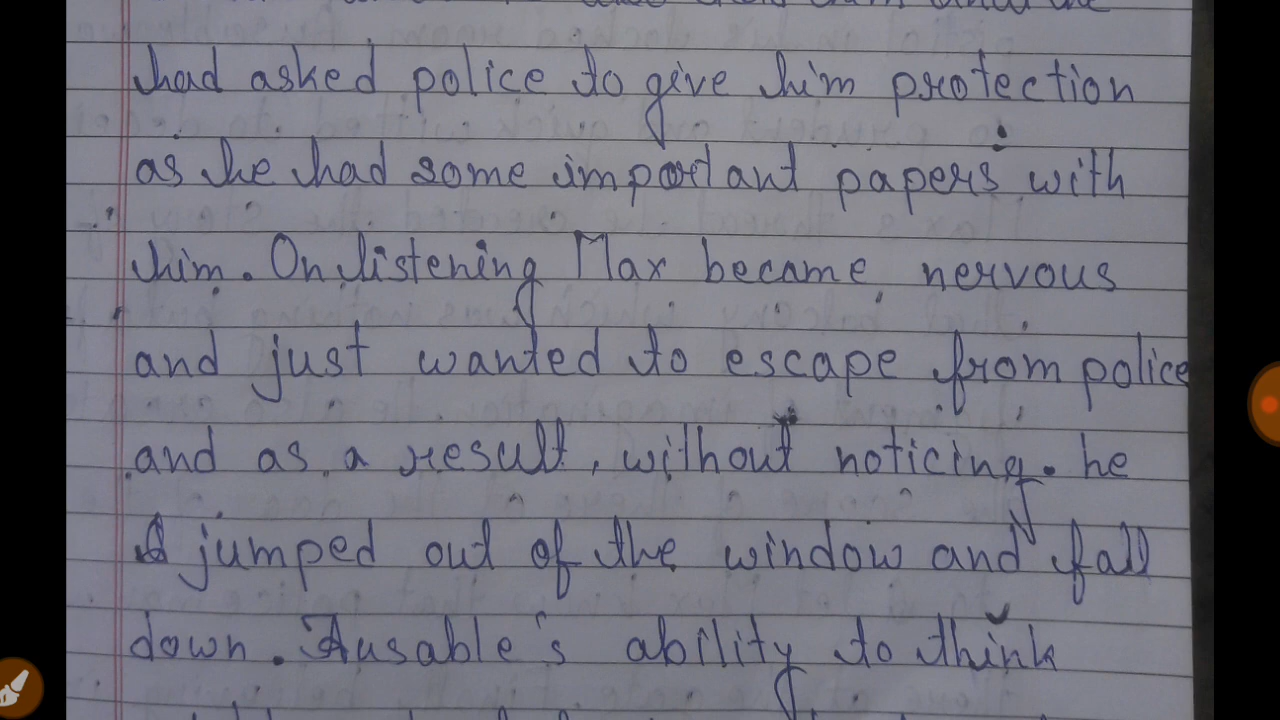 had asked police to give him protection
as he had some important papers with
him. On listening Max became nervous
and just wanted to escape from police
and as a result, without noticing. he
jumped out of the window and fall
down. Ausable's ability to think